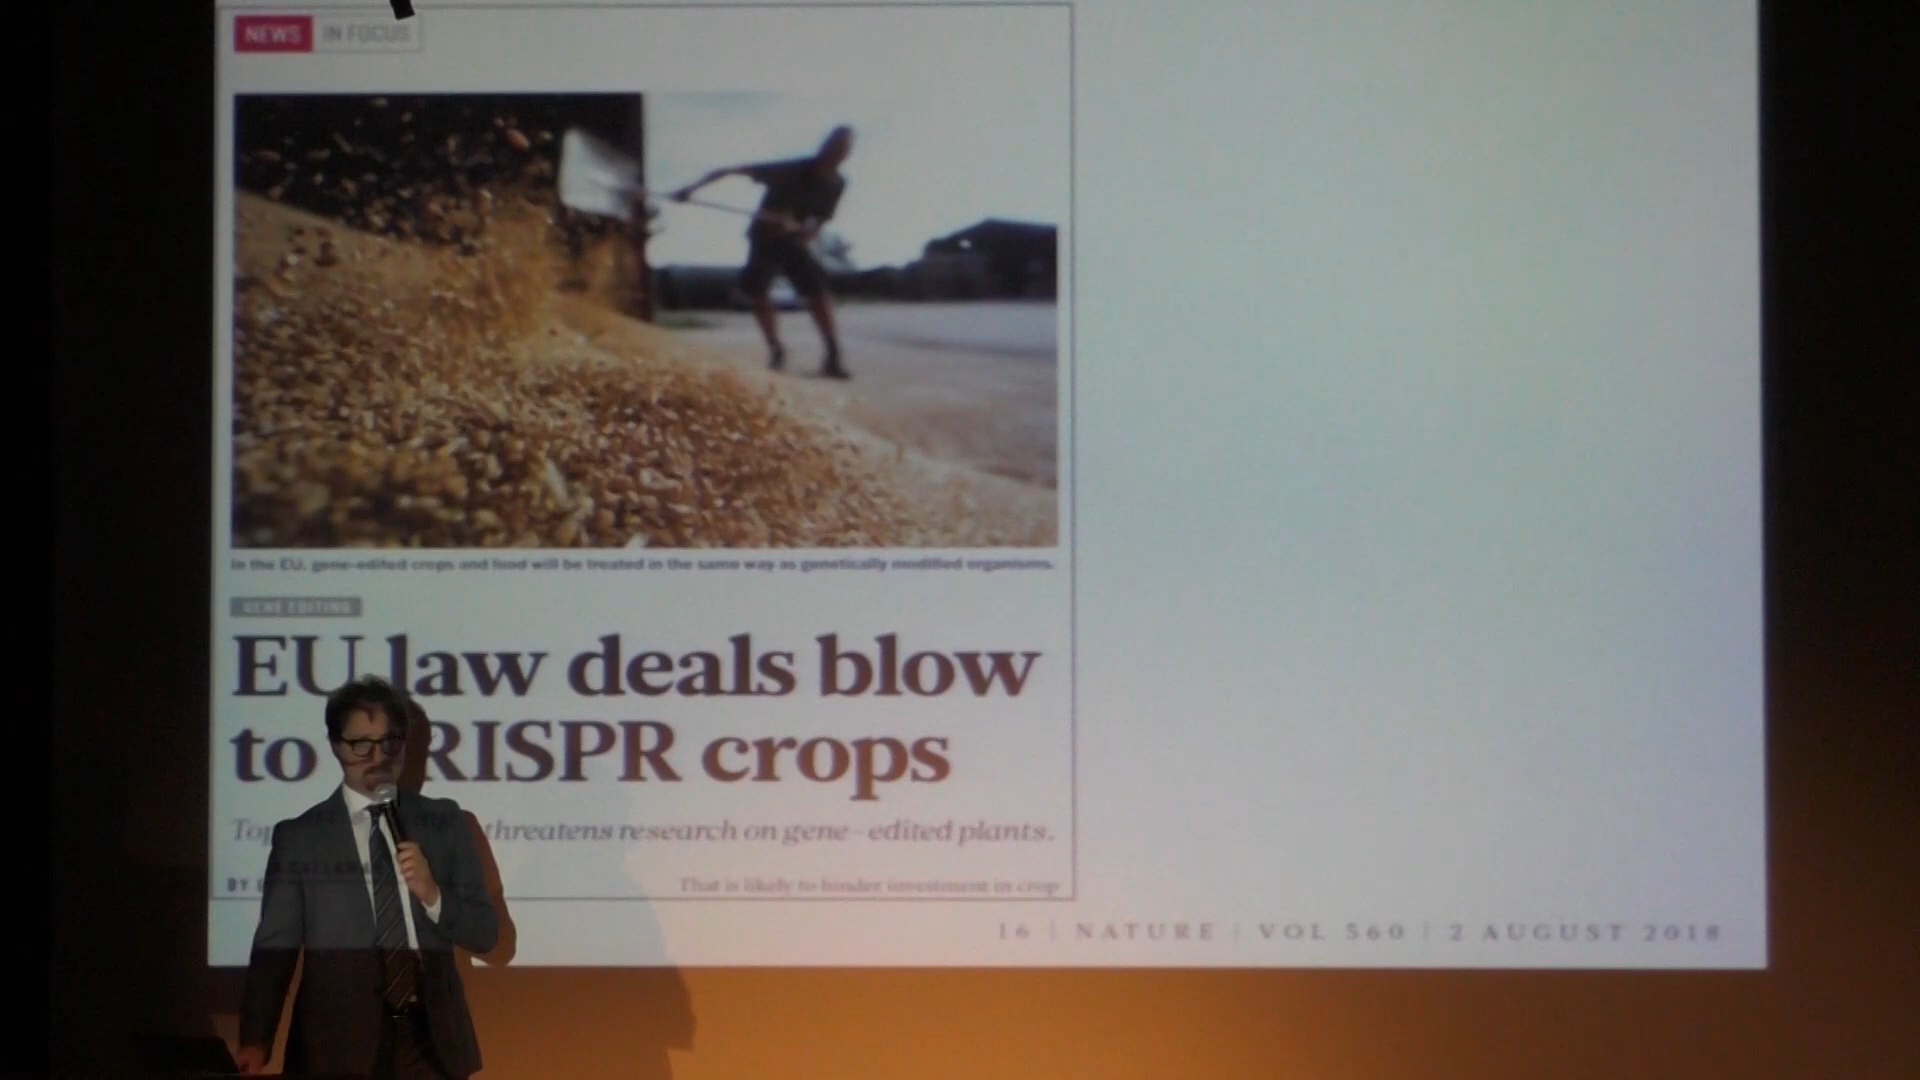 NEWS IN FOCUS
In the EU, gene-edited crops and food will be treated in the same way as genetically modified organisms.
GENE EDITING
EU law deals blow
to CRISPR crops
threatens research on gene-edited plants.
BY
That is likely to hinder investment in crop
16 | NATURE | VOL 560 | 2 AUGUST 2018